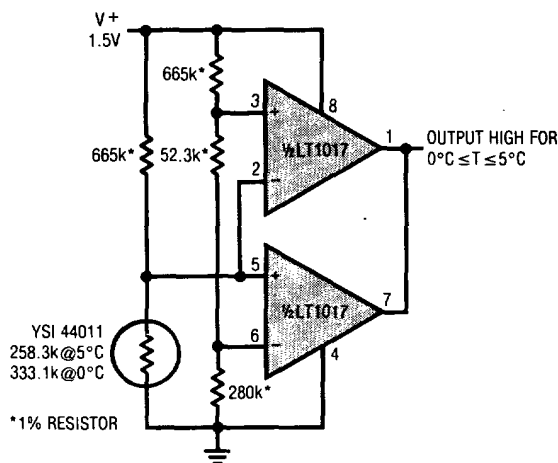 V+
1.5V
665k*
665k*
52.3k*
3
+
8
½LT1017
1
2
−
OUTPUT HIGH FOR
0°C ≤ T ≤ 5°C
5
+
½LT1017
7
6
−
4
YSI 44011
258.3k@5°C
333.1k@0°C
280k*
*1% RESISTOR